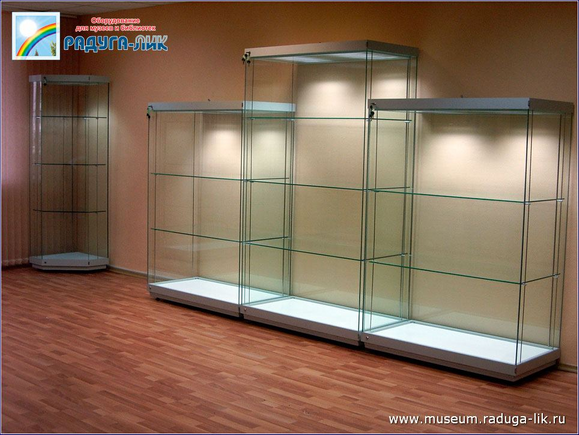 Оборудование
для музеев и библиотек
РАДУГА-ЛИК
www.museum.raduga-lik.ru